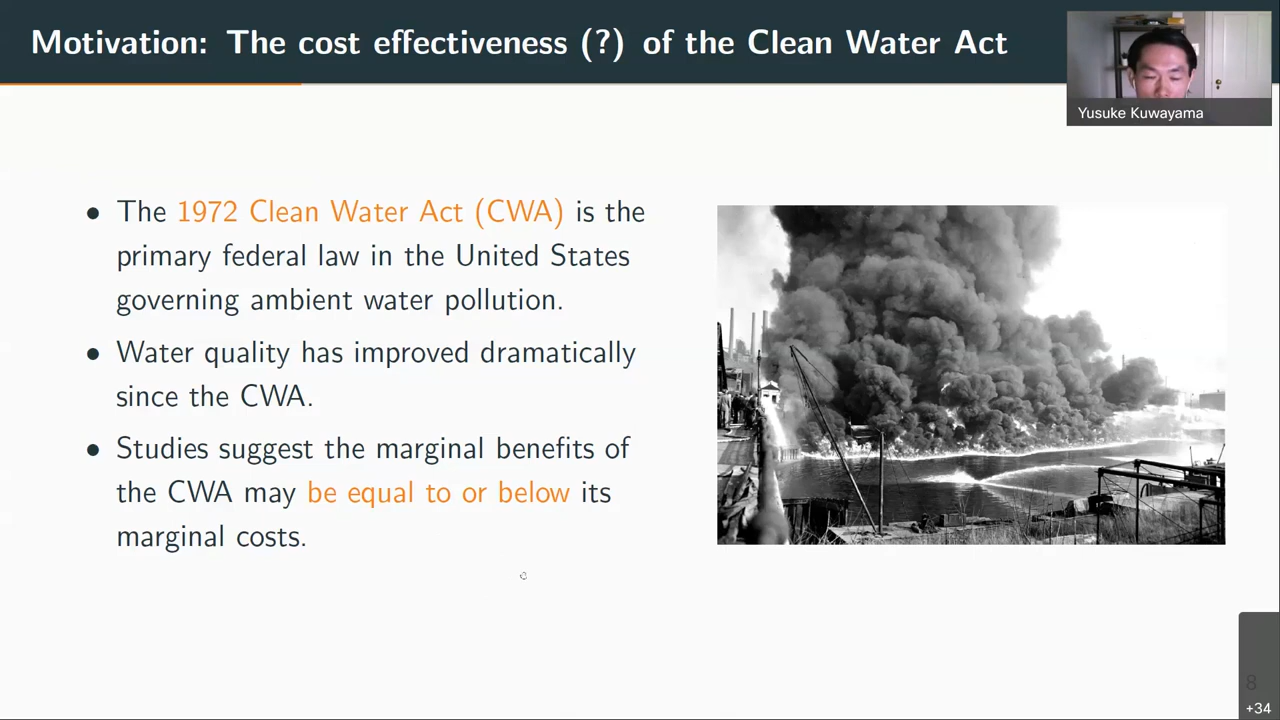 Motivation: The cost effectiveness (?) of the Clean Water Act
Yusuke Kuwayama
• The 1972 Clean Water Act (CWA) is the
primary federal law in the United States
governing ambient water pollution.
• Water quality has improved dramatically
since the CWA.
• Studies suggest the marginal benefits of
the CWA may be equal to or below its
marginal costs.
8
+34